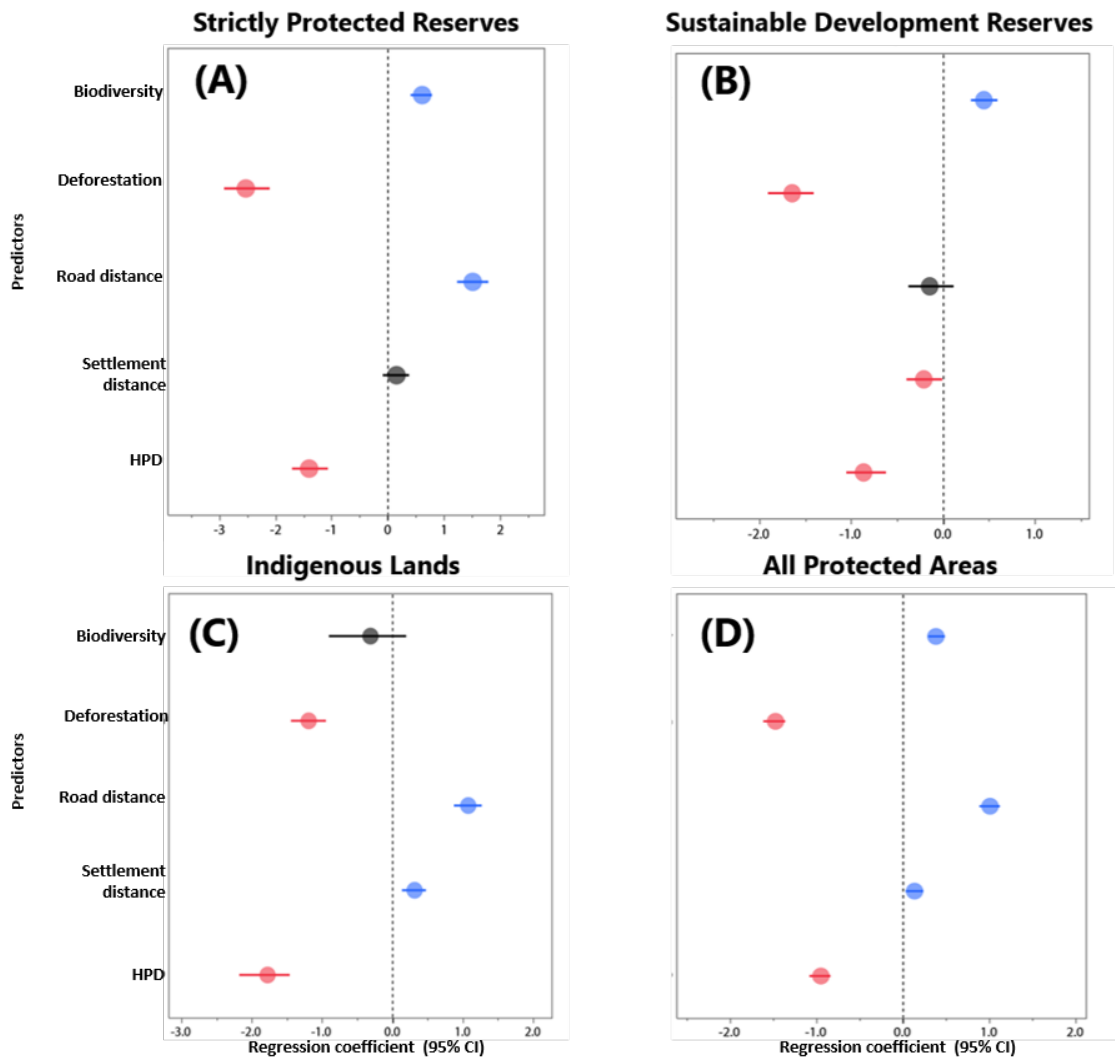 Strictly Protected Reserves
Sustainable Development Reserves
(A)
(B)
Biodiversity
Deforestation
Road distance
Settlement
distance
HPD
Predictors
-3 -2 -1 0 1 2
-2.0 -1.0 0.0 1.0
Indigenous Lands
All Protected Areas
(C)
(D)
Biodiversity
Deforestation
Road distance
Settlement
distance
HPD
Predictors
-3.0 -2.0 -1.0 0.0 1.0 2.0
-2.0 -1.0 0.0 1.0 2.0
Regression coefficient (95% CI)
Regression coefficient (95% CI)